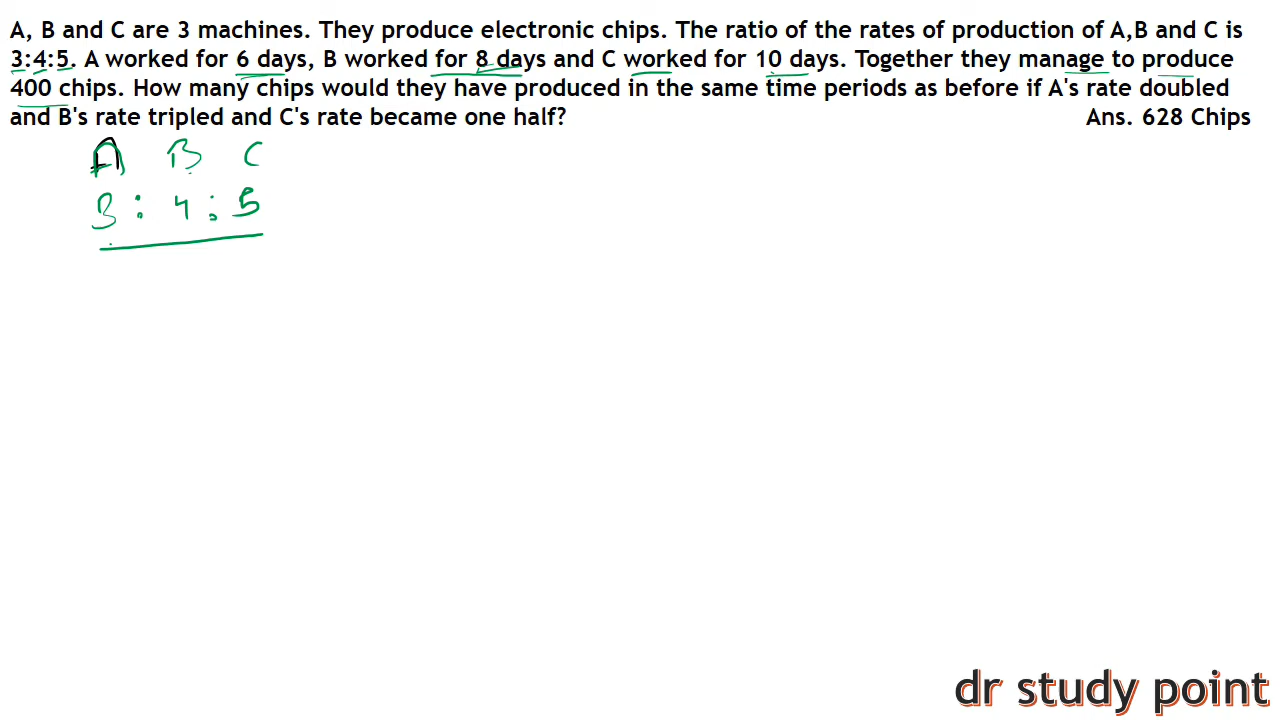 A, B and C are 3 machines. They produce electronic chips. The ratio of the rates of production of A,B and C is
3:4:5. A worked for 6 days, B worked for 8 days and C worked for 10 days. Together they manage to produce
400 chips. How many chips would they have produced in the same time periods as before if A's rate doubled
and B's rate tripled and C's rate became one half? Ans. 628 Chips
A B C
3 : 4 : 5
dr study point